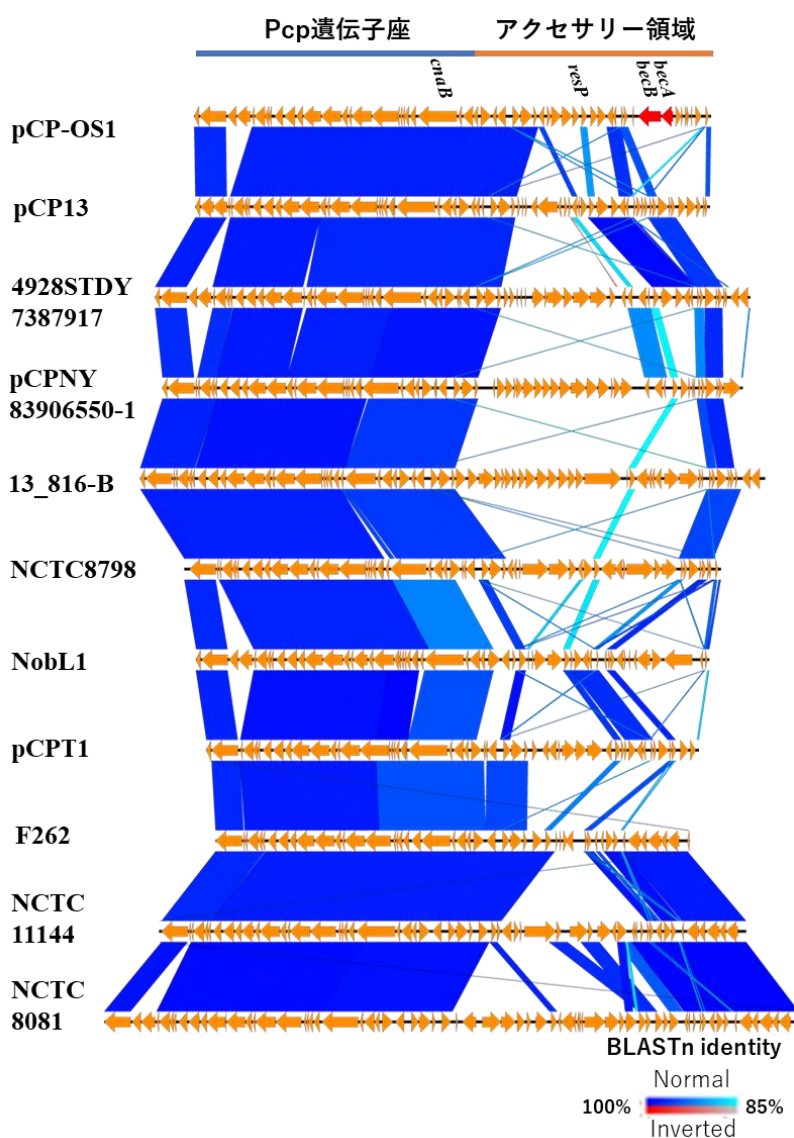 Pcp遺伝子座
アクセサリー領域
cnaB
resP
becB
becA
pCP-OS1
pCP13
4928STDY
7387917
pCPNY
83906550-1
13_816-B
NCTC8798
NobL1
pCPT1
F262
NCTC
11144
NCTC
8081
BLASTn identity
Normal
100% 85%
Inverted